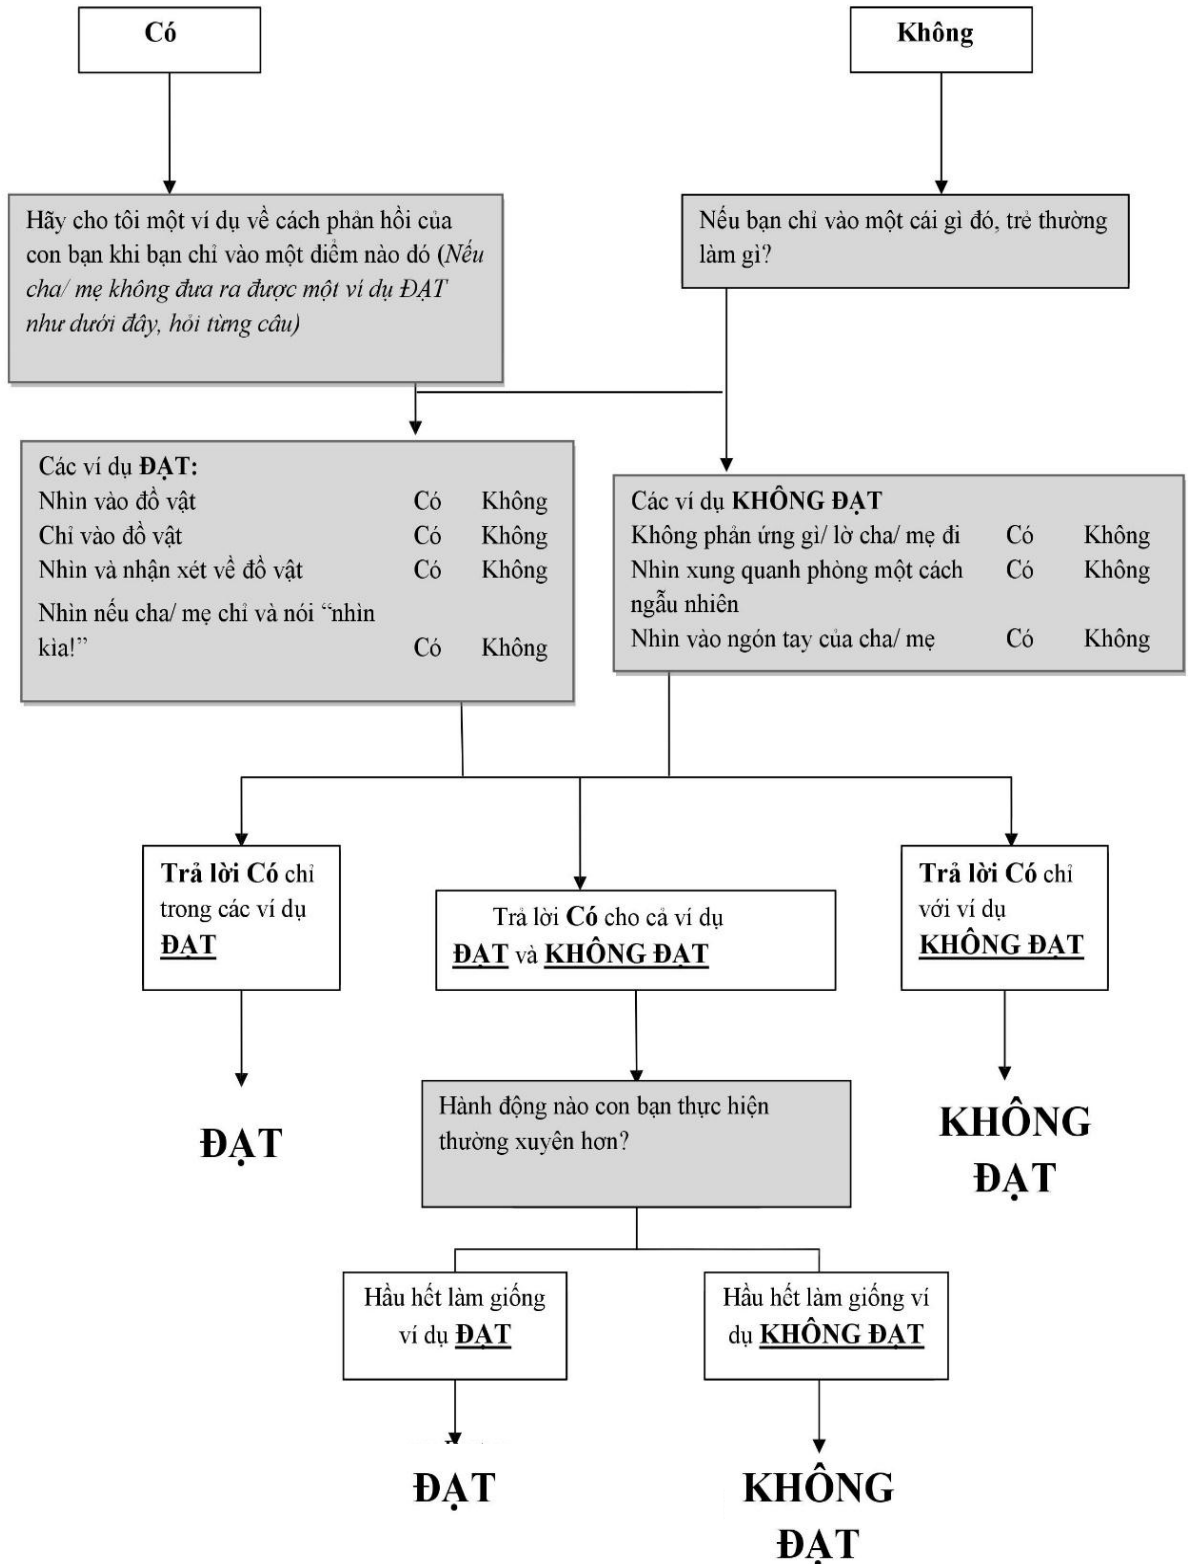 Có
Không
Hãy cho tôi một ví dụ về cách phản hồi của
con bạn khi bạn chỉ vào một điểm nào đó (Nếu
cha/ mẹ không đưa ra được một ví dụ ĐẠT
như dưới đây, hỏi từng câu)
Nếu bạn chỉ vào một cái gì đó, trẻ thường
làm gì?
Các ví dụ ĐẠT:
Nhìn vào đồ vật Có Không
Chỉ vào đồ vật Có Không
Nhìn và nhận xét về đồ vật Có Không
Nhìn nếu cha/ mẹ chỉ và nói “nhìn
kìa!” Có Không
Các ví dụ KHÔNG ĐẠT
Không phản ứng gì/ lờ cha/ mẹ đi Có Không
Nhìn xung quanh phòng một cách Có Không
ngẫu nhiên
Nhìn vào ngón tay của cha/ mẹ Có Không
Trả lời Có chỉ
trong các ví dụ
ĐẠT
Trả lời Có cho cả ví dụ
ĐẠT và KHÔNG ĐẠT
Trả lời Có chỉ
với ví dụ
KHÔNG ĐẠT
ĐẠT
Hành động nào con bạn thực hiện
thường xuyên hơn?
KHÔNG
ĐẠT
Hầu hết làm giống
ví dụ ĐẠT
Hầu hết làm giống ví
dụ KHÔNG ĐẠT
ĐẠT
KHÔNG
ĐẠT